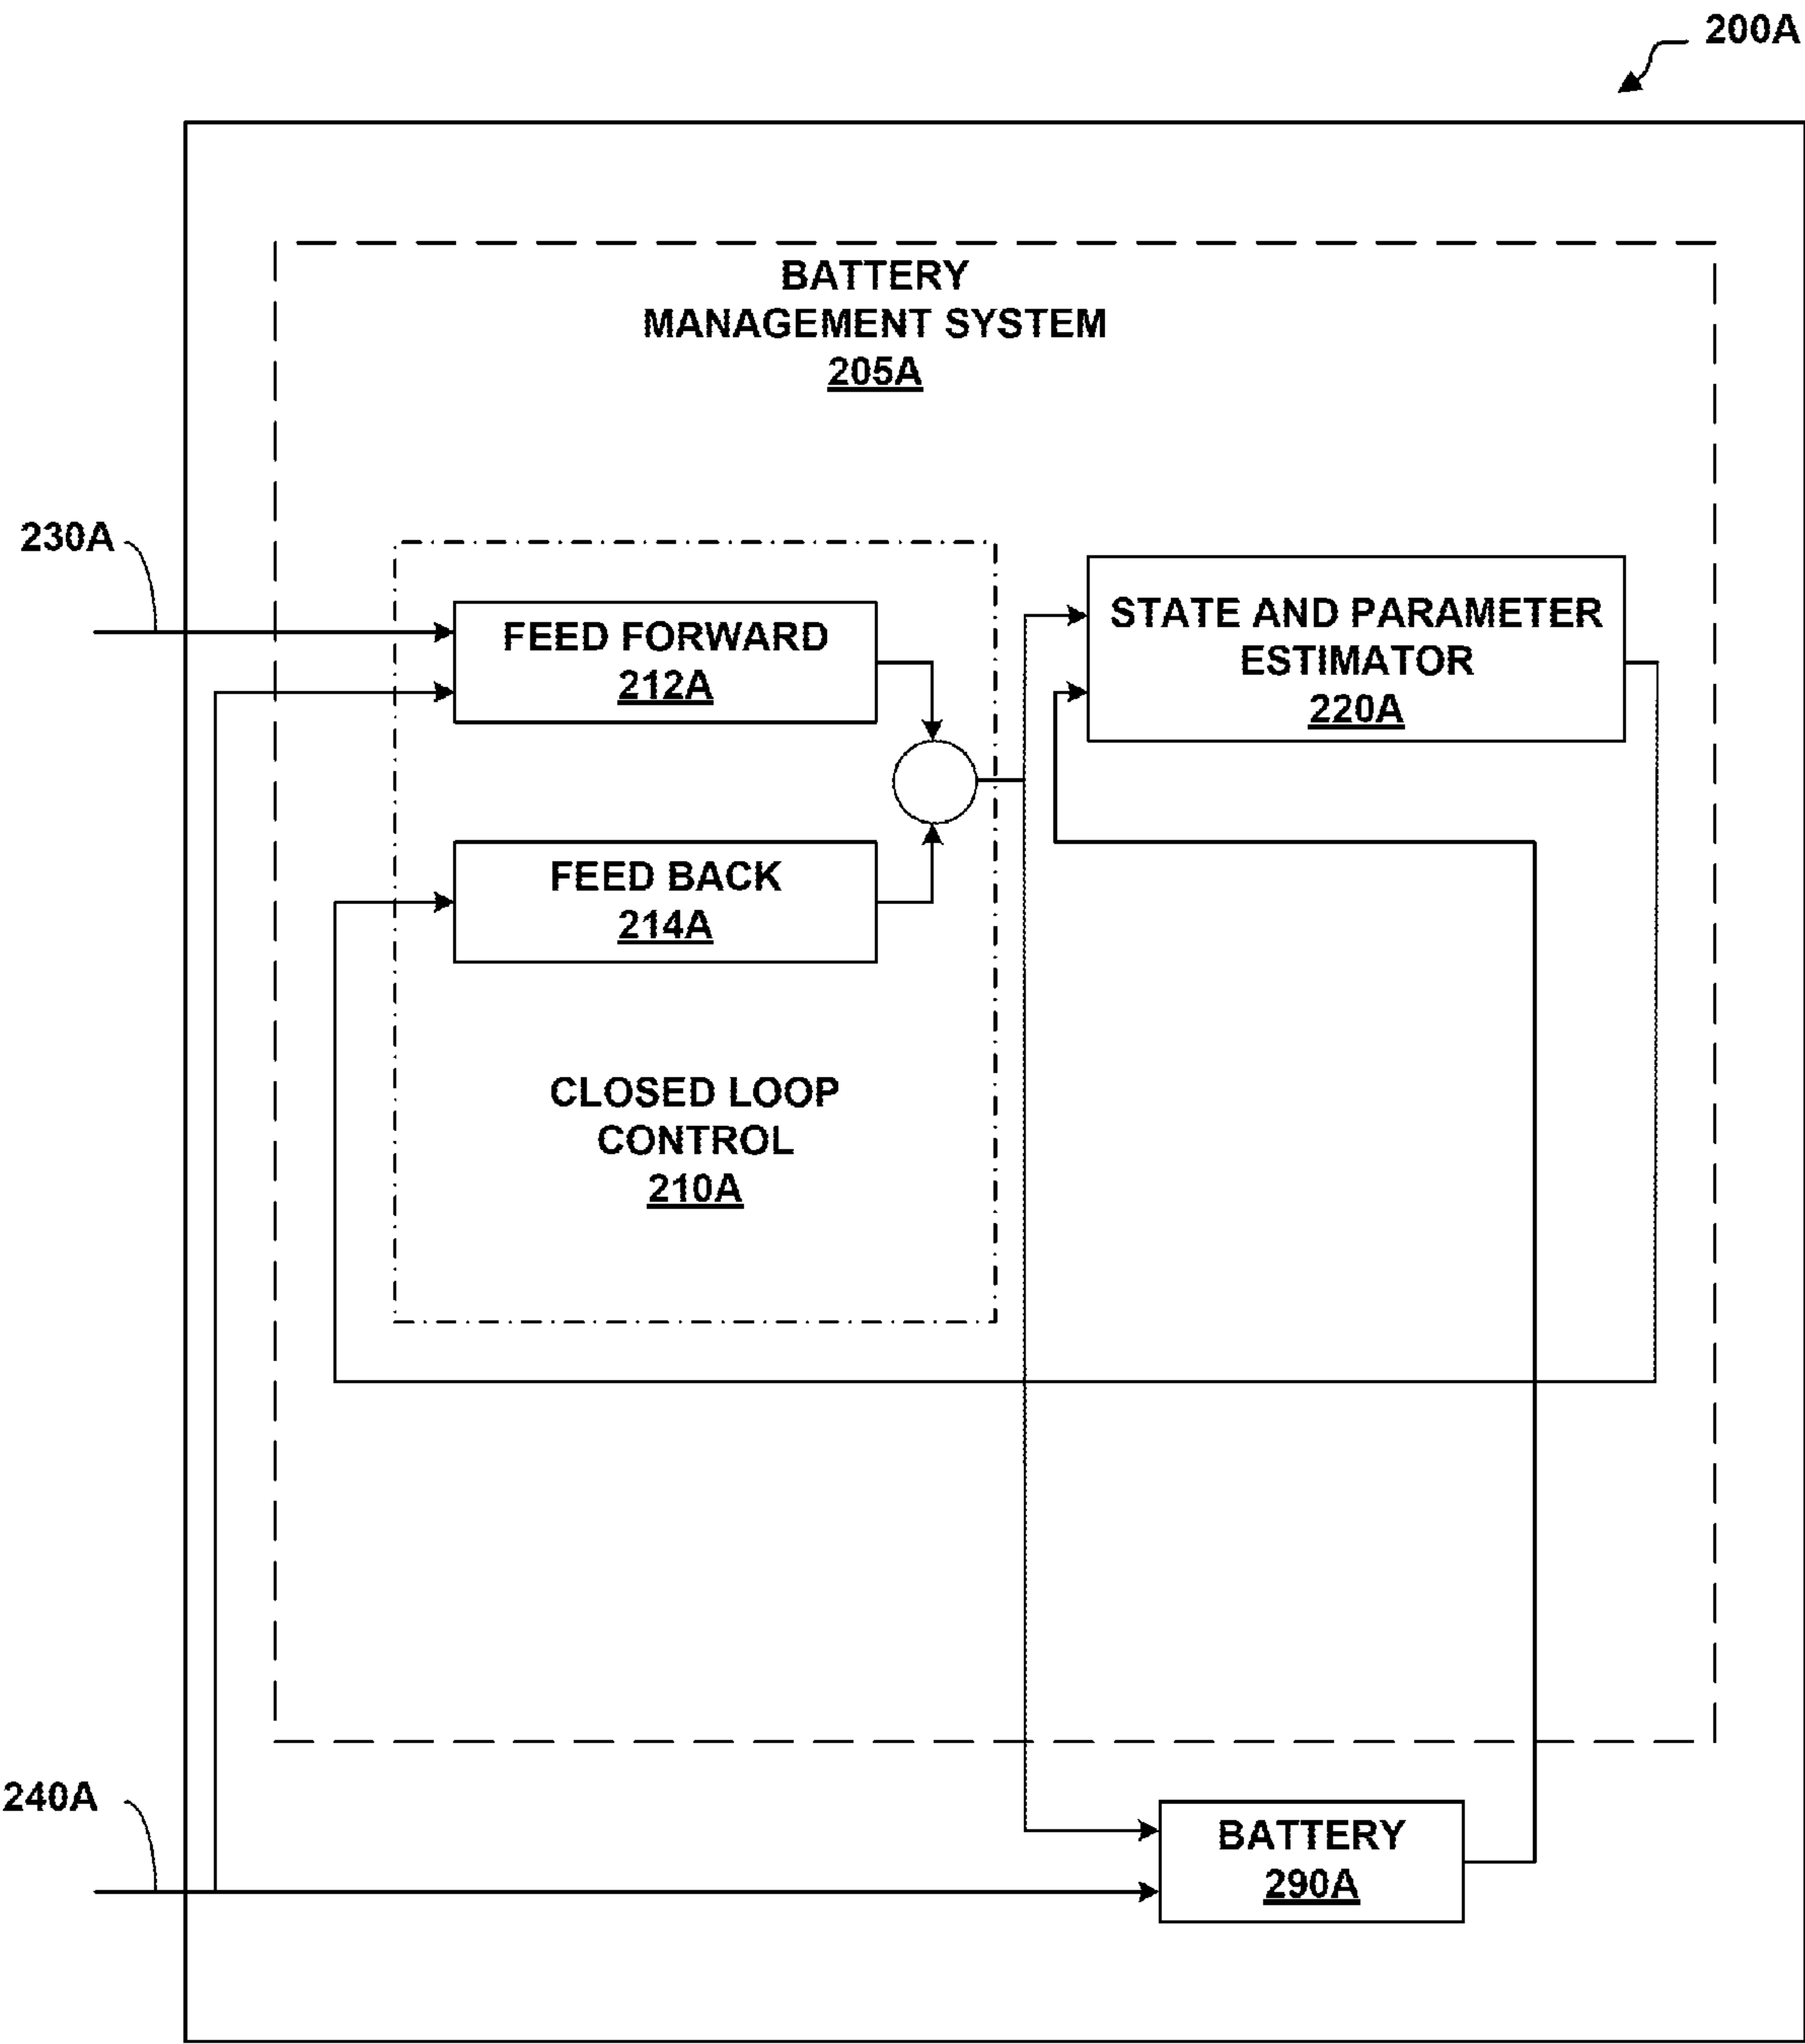 200A
BATTERY
MANAGEMENT SYSTEM
205A
230A
FEED FORWARD
212A
STATE AND PARAMETER
ESTIMATOR
220A
FEED BACK
214A
CLOSED LOOP
CONTROL
210A
240A
BATTERY
290A